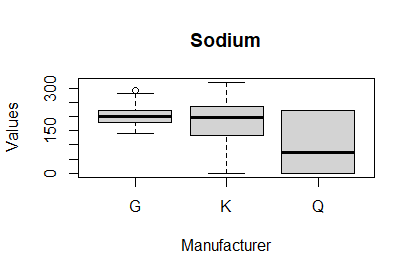 Sodium
Values
300
150
0
G K Q
Manufacturer